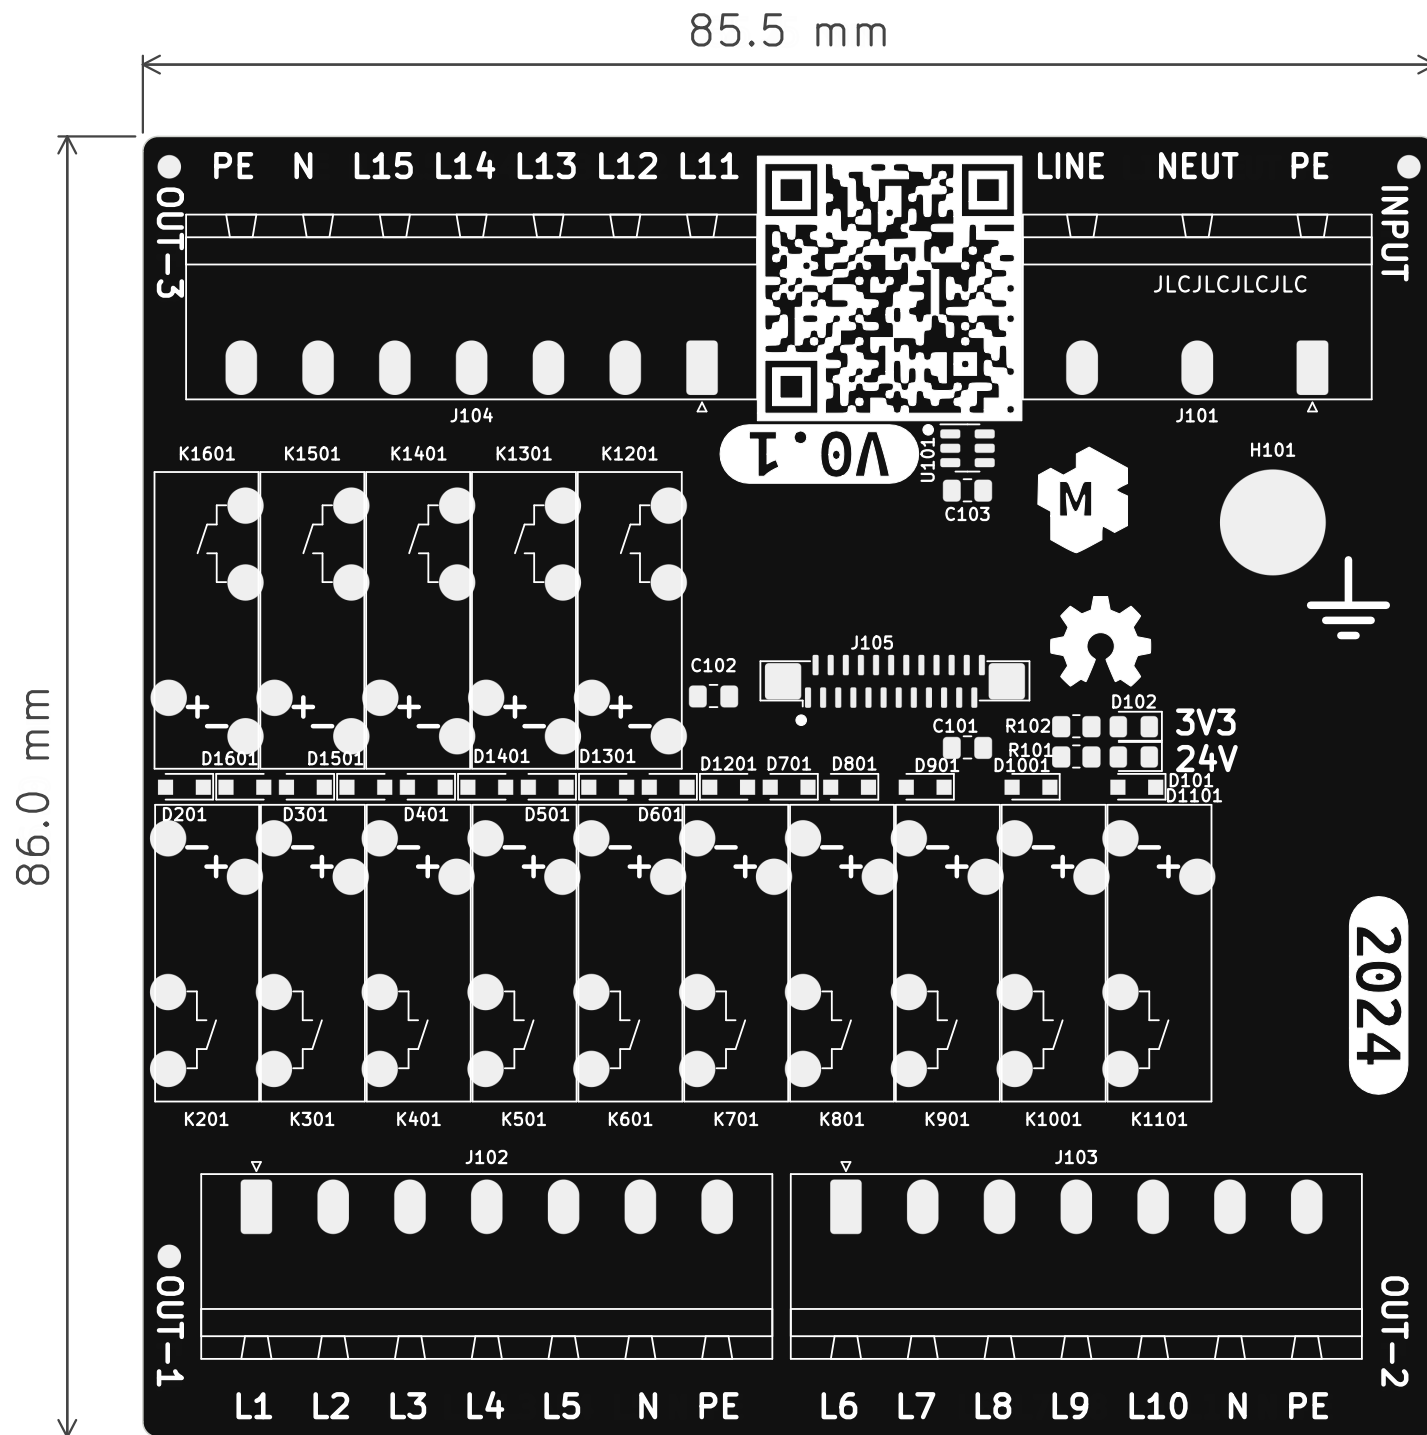 85.5 mm
86.0 mm
PE N L15 L14 L13 L12 L11
LINE NEUT PE
OUT-3
INPUT
JLCJLCJLCJLC
J104
J101
V0.1
U101
C103
M
H101
K1601 K1501 K1401 K1301 K1201
J105
C102
C101
R102
D102
3V3
R101
24V
D1601 D1501 D1401 D1301 D1201 D701 D801 D901 D1001 D101
D1101
D201 D301 D401 D501 D601
2024
K201 K301 K401 K501 K601 K701 K801 K901 K1001 K1101
J102
J103
OUT-1
OUT-2
L1 L2 L3 L4 L5 N PE
L6 L7 L8 L9 L10 N PE